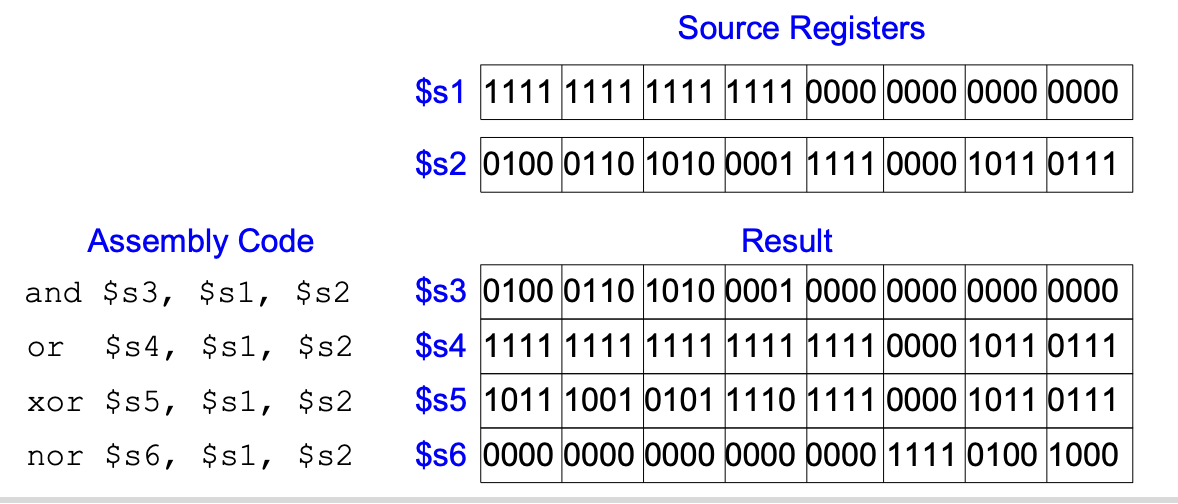 Source Registers
$s1 1111 1111 1111 1111 0000 0000 0000 0000
$s2 0100 0110 1010 0001 1111 0000 1011 0111
Assembly Code Result
and $s3, $s1, $s2 $s3 0100 0110 1010 0001 0000 0000 0000 0000
or $s4, $s1, $s2 $s4 1111 1111 1111 1111 1111 0000 1011 0111
xor $s5, $s1, $s2 $s5 1011 1001 0101 1110 1111 0000 1011 0111
nor $s6, $s1, $s2 $s6 0000 0000 0000 0000 0000 1111 0100 1000